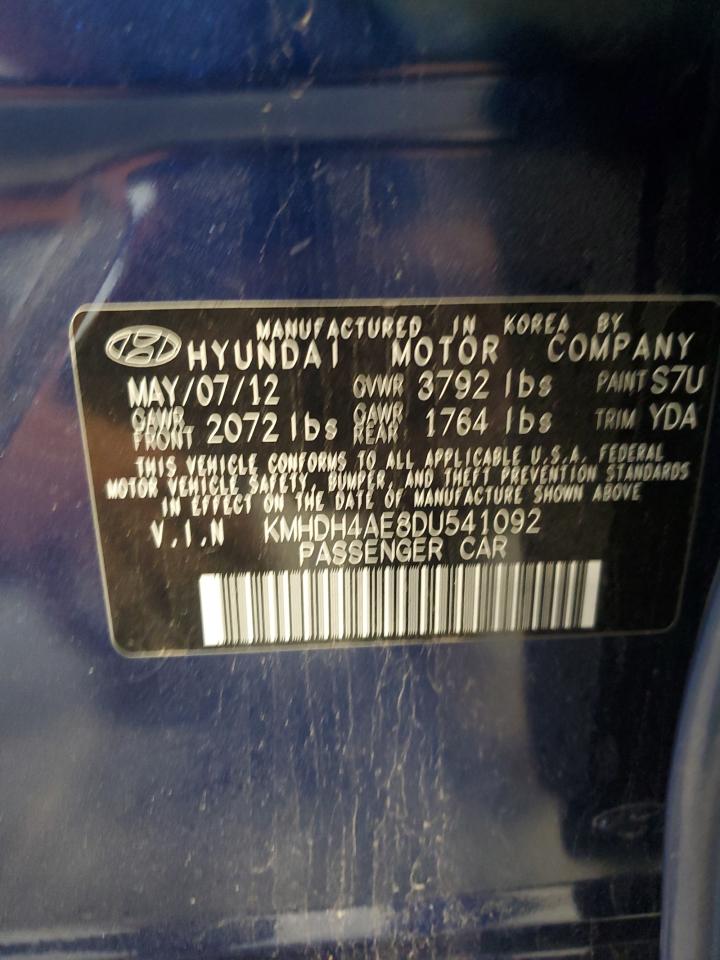 MANUFACTURED IN KOREA BY
HYUNDAI MOTOR COMPANY
MAY/07/12 GVWR 3792 lbs PAINT S7U
GAWR FRONT 2072 lbs GAWR REAR 1764 lbs TRIM YDA
THIS VEHICLE CONFORMS TO ALL APPLICABLE U.S.A. FEDERAL
MOTOR VEHICLE SAFETY, BUMPER, AND THEFT PREVENTION STANDARDS
IN EFFECT ON THE DATE OF MANUFACTURE SHOWN ABOVE
V.I.N KMHDH4AE8DU541092
PASSENGER CAR